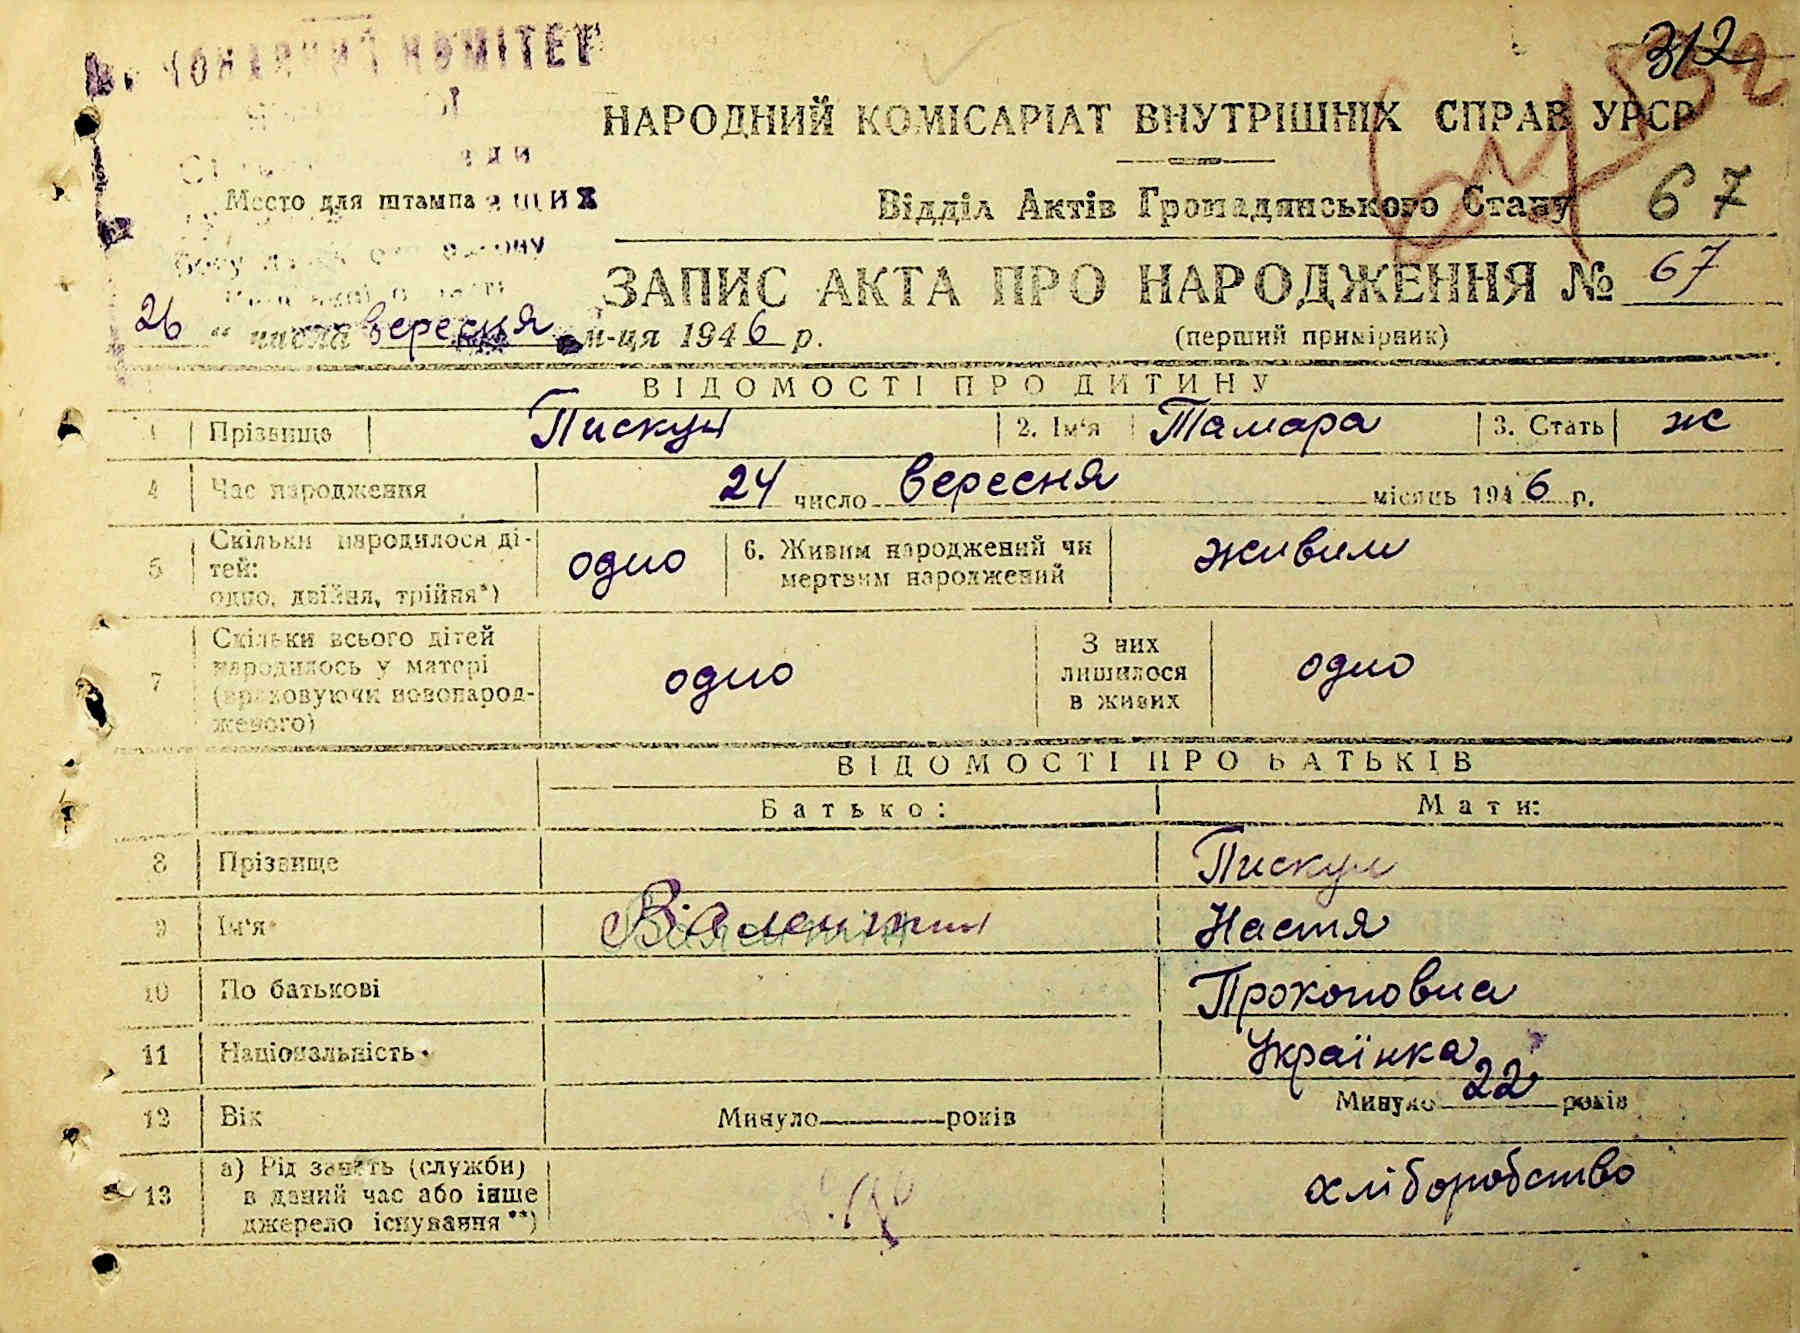 КОМІТЕТ
312
НАРОДНИЙ КОМІСАРІАТ ВНУТРІШНІХ СПРАВ УРСР
Место для штампа
Відділ Актів Громадянського Стану 67
ЗАПИС АКТА ПРО НАРОДЖЕННЯ № 67
26 " числа вересня м-ця 1946 р.
(перший примірник)
ВІДОМОСТІ ПРО ДИТИНУ
1 Прізвище Пискун 2. Ім'я Тамара 3. Стать ж
4 Час народження 24 число вересня місяць 1946 р.
5 Скільки народилося дітей: одно, двійня, трійня*) одно 6. Живим народжений чи мертвим народжений живим
7 Скільки всього дітей народилось у матері (враховуючи новонародженого) одно З них лишилося в живих одно
ВІДОМОСТІ ПРО БАТЬКІВ
Батько: Мати:
8 Прізвище Пискун
9 Ім'я Валентин Настя
10 По батькові Прокоповна
11 Національність Українка
12 Вік Минуло років Минуло 22 років
13 а) Рід занять (служби) в даний час або інше джерело існування**) хліборобство